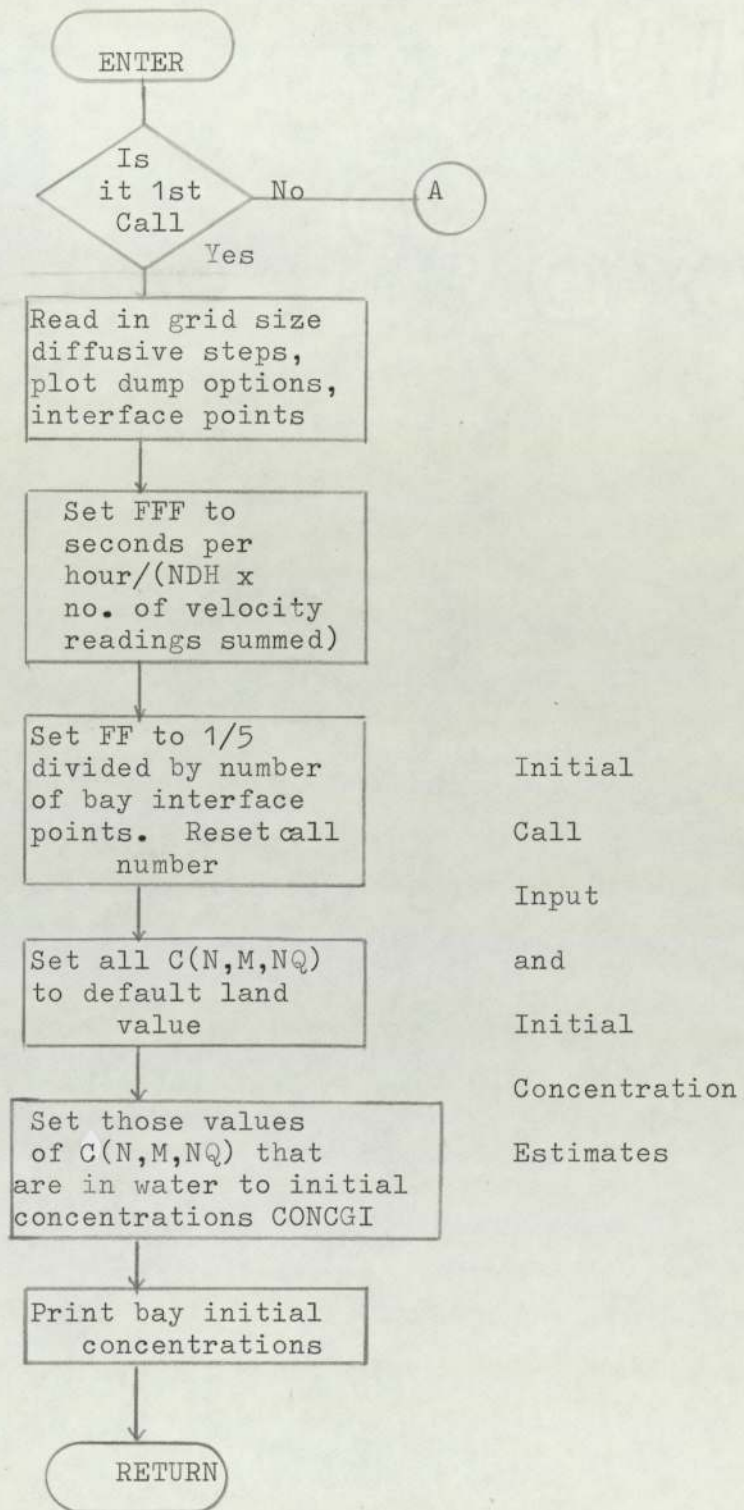 ENTER
Is
it 1st
Call
No
A
Yes
Read in grid size
diffusive steps,
plot dump options,
interface points
Set FFF to
seconds per
hour/(NDH x
no. of velocity
readings summed)
Set FF to 1/5
divided by number
of bay interface
points. Reset call
number
Set all C(N,M,NQ)
to default land
value
Set those values
of C(N,M,NQ) that
are in water to initial
concentrations CONCGI
Print bay initial
concentrations
RETURN
Initial
Call
Input
and
Initial
Concentration
Estimates